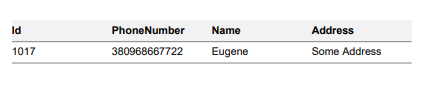 Id PhoneNumber Name Address
1017 380968667722 Eugene Some Address